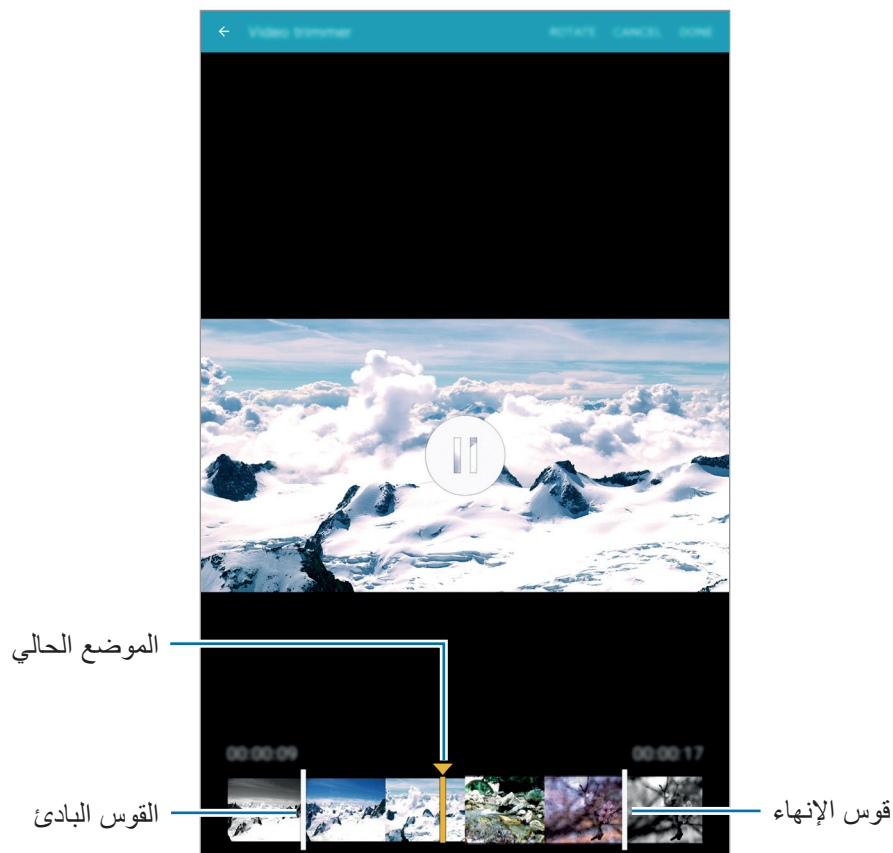 Video trimmer ROTATE CANCEL DONE
الموضع الحالي
00:00:09 00:00:17
القوس البادئ
قوس الإنهاء